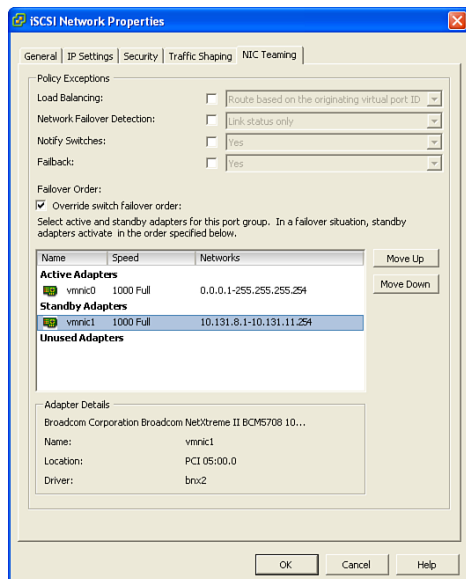 iSCSI Network Properties
General IP Settings Security Traffic Shaping NIC Teaming
Policy Exceptions
Load Balancing: Route based on the originating virtual port ID
Network Failover Detection: Link status only
Notify Switches: Yes
Failback: Yes
Failover Order:
Override switch failover order:
Select active and standby adapters for this port group. In a failover situation, standby
adapters activate in the order specified below.
Name Speed Networks Move Up
Active Adapters
vmnic0 1000 Full 0.0.0.1-255.255.255.254 Move Down
Standby Adapters
vmnic1 1000 Full 10.131.8.1-10.131.11.254
Unused Adapters
Adapter Details
Broadcom Corporation Broadcom NetXtreme II BCM5708 10...
Name: vmnic1
Location: PCI 05:00.0
Driver: bnx2
OK Cancel Help